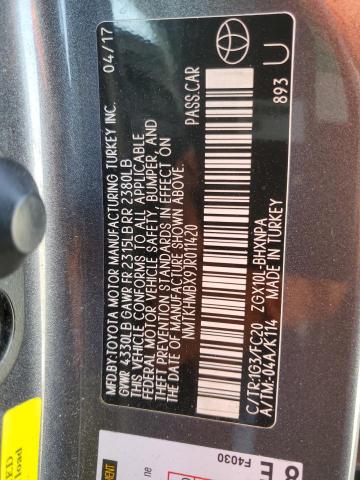 MFD.BY:TOYOTA MOTOR MANUFACTURING TURKEY INC. 04/17
GVWR 4330LB GAWR FR 2315LB RR 2380LB
THIS VEHICLE CONFORMS TO ALL APPLICABLE
FEDERAL MOTOR VEHICLE SAFETY, BUMPER, AND
THEFT PREVENTION STANDARDS IN EFFECT ON
THE DATE OF MANUFACTURE SHOWN ABOVE.
NMTKHMBX9JR011420 PASS.CAR
C/TR:1G3/FC20 ZGX10L-BHXNPA 893 U
A/TM:-04A/K114 MADE IN TURKEY
F4030
load